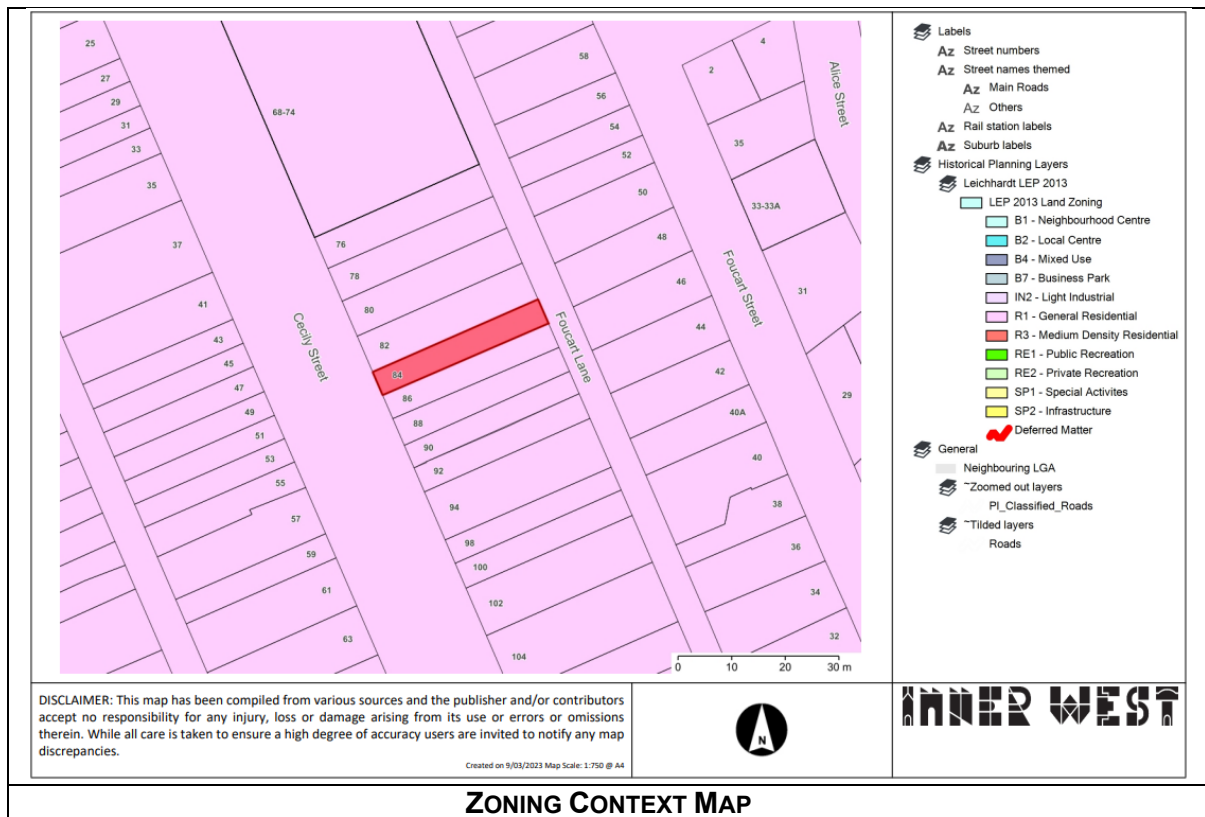 25
27
29
31
33
35
37
41
43
45
47
49
51
53
55
57
59
61
63
68-74
76
78
80
82
84
86
88
90
92
94
98
100
102
104
Cecily Street
Foucart Lane
58
56
54
52
50
48
46
44
42
40A
40
38
36
34
32
Foucart Street
2
4
35
33-33A
31
29
Alice Street
0 10 20 30 m
Labels
Az Street numbers
Az Street names themed
Az Main Roads
Az Others
Az Rail station labels
Az Suburb labels
Historical Planning Layers
Leichhardt LEP 2013
LEP 2013 Land Zoning
B1 - Neighbourhood Centre
B2 - Local Centre
B4 - Mixed Use
B7 - Business Park
IN2 - Light Industrial
R1 - General Residential
R3 - Medium Density Residential
RE1 - Public Recreation
RE2 - Private Recreation
SP1 - Special Activites
SP2 - Infrastructure
Deferred Matter
General
Neighbouring LGA
~Zoomed out layers
PI_Classified_Roads
~Tilded layers
Roads
DISCLAIMER: This map has been compiled from various sources and the publisher and/or contributors
accept no responsibility for any injury, loss or damage arising from its use or errors or omissions
therein. While all care is taken to ensure a high degree of accuracy users are invited to notify any map
discrepancies.
Created on 9/03/2023 Map Scale: 1:750 @ A4
N
INNER WEST
ZONING CONTEXT MAP